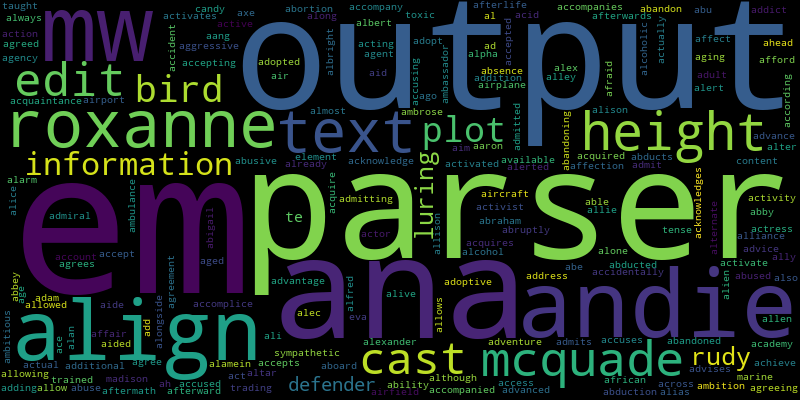 taught candy abortion accompany afterlife al abandon abu addict
always mw activates axe along albert toxic accompanies afterwards
action active output
agreed accident aang acting adopt alpha ad accepted acid affect aging ahead
agency aggressive albright agent ambassador alcoholic actually adult afford
edit bird accepting adopted air accusing absence alex afraid alert according
acquaintance airport aid ago addition airplane alley
roxanne text almost ambrose plot admitted alison height advance
aim aaron abandoning alter
information abusive element acknowledge activated available acquired abducts content
alarm already alerted affection admit
em parser luring aircraft able acknowledges activity
alice ambulance acquire admitting activist allie abby
admiral abigail te actor abraham tense alternate actress
account agrees accept aged advantage allison alcohol acquires abruptly alone alliance
ana andie abe abducted accidentally activate advice ally
abbey age allowed adam aide agreement accomplice alec alfred alive adoptive address alien abused also
ambitious align alongside eva allows allen
affair add alamein ali alexander adventure admits accuses abandoned academy
ace alan aided accepts sympathetic cast mcquade rudy
actual additional agree act altar aboard although access african across advises marine achieve
allowing trained madison ah accused defender ability advanced alias ambition
adding allow abuse aftermath afterward trading airfield accompanied abduction agreeing